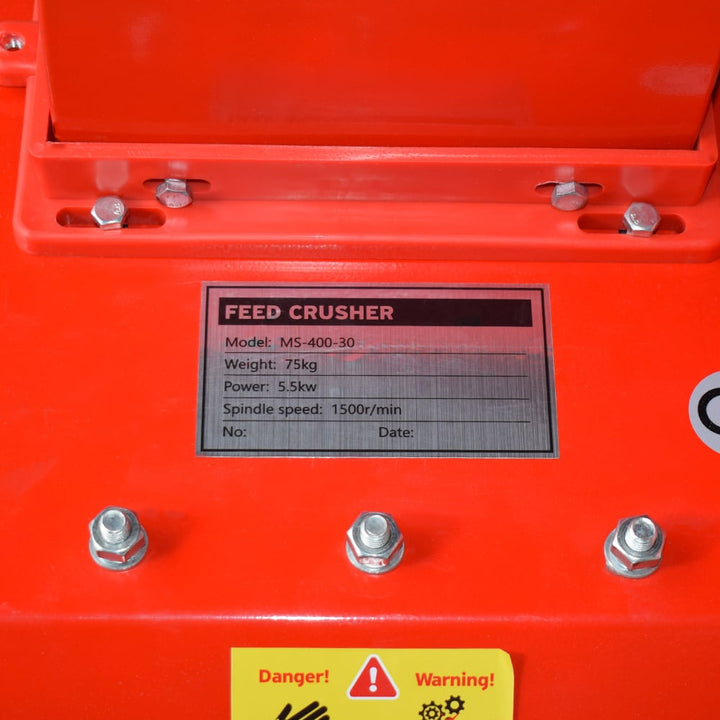 FEED CRUSHER
Model: MS-400-30
Weight: 75kg
Power: 5.5kw
Spindle speed: 1500r/min
No: Date:
Danger! Warning!